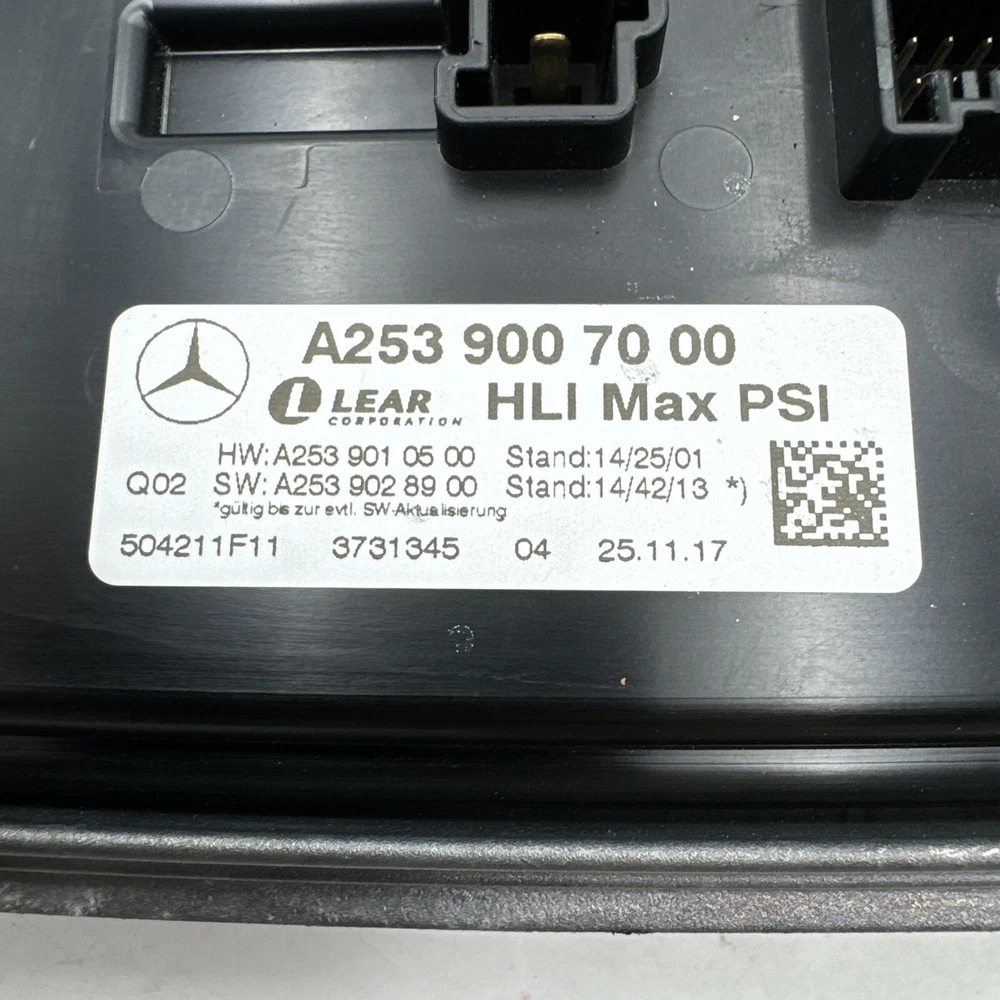 A253 900 70 00
L LEAR CORPORATION HLI Max PSI
HW:A253 901 05 00 Stand:14/25/01
Q02 SW:A253 902 89 00 Stand:14/42/13 *)
*gültig bis zur evtl. SW-Aktualisierung
504211F11 3731345 04 25.11.17